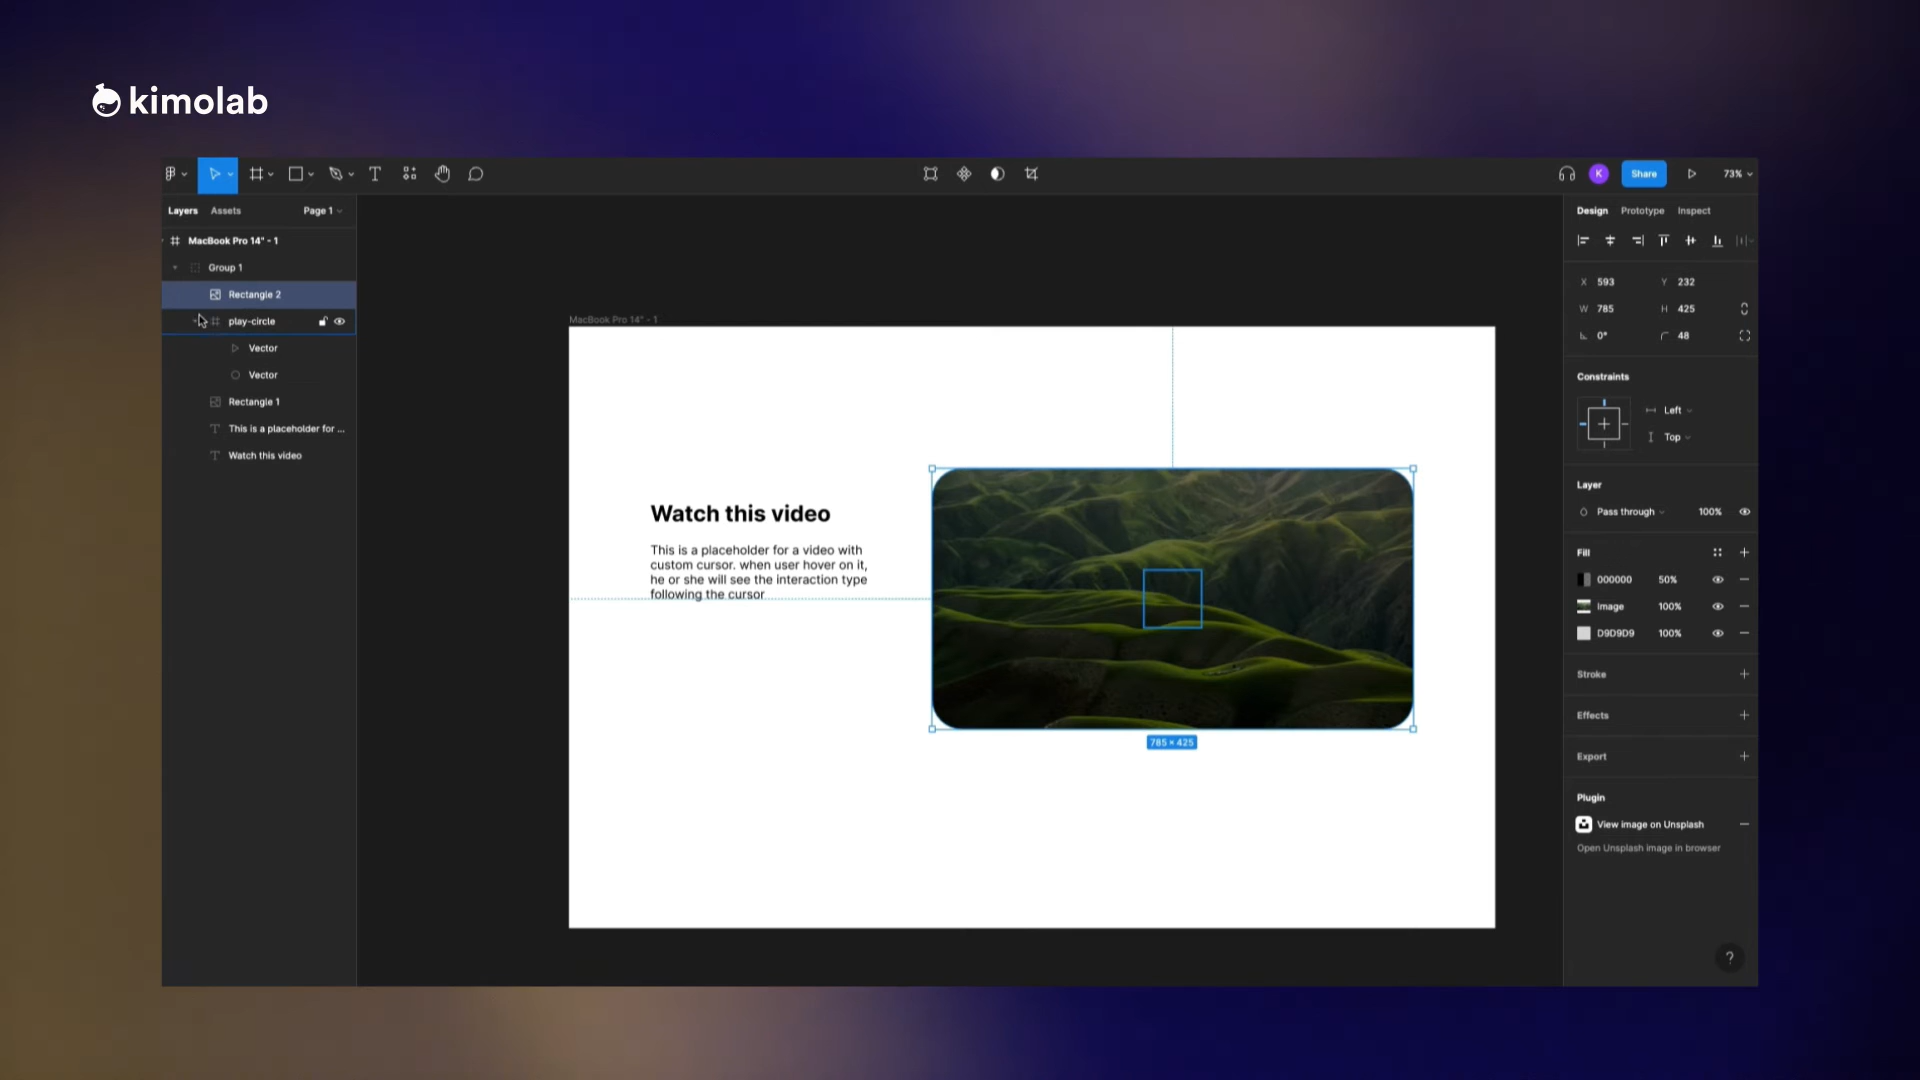 kimolab
K
Share
73%
Layers
Assets
Page 1
Design
Prototype
Inspect
MacBook Pro 14" - 1
Group 1
Rectangle 2
play-circle
Vector
Vector
Rectangle 1
This is a placeholder for ...
Watch this video
MacBook Pro 14" - 1
Watch this video
This is a placeholder for a video with
custom cursor. when user hover on it,
he or she will see the interaction type
following the cursor
785 × 425
X 593 Y 232
W 785 H 425
0° 48
Constraints
Left
Top
Layer
Pass through 100%
Fill
000000 50%
Image 100%
D9D9D9 100%
Stroke
Effects
Export
Plugin
View image on Unsplash
Open Unsplash image in browser
?